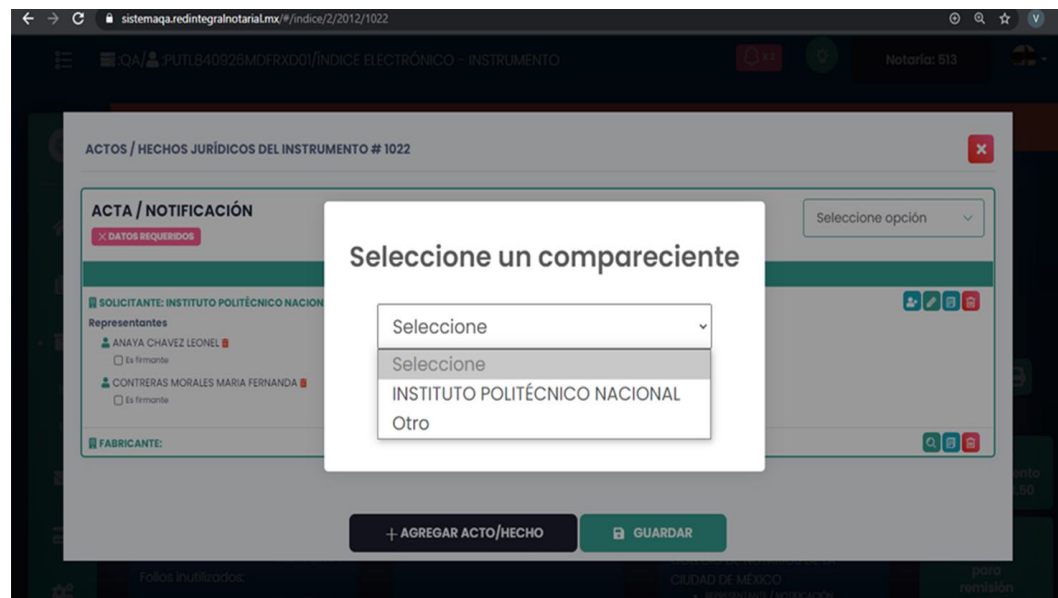 sistemaqa.redintegralnotarial.mx/#/indice/2/2012/1022
V
:QA/ :PUTL840926MDFRXD01/ÍNDICE ELECTRÓNICO - INSTRUMENTO
Notaría: 513
ACTOS / HECHOS JURÍDICOS DEL INSTRUMENTO # 1022
ACTA / NOTIFICACIÓN
DATOS REQUERIDOS
Seleccione opción
Seleccione un compareciente
SOLICITANTE: INSTITUTO POLITÉCNICO NACION
Representantes
ANAYA CHAVEZ LEONEL
Es firmante
CONTRERAS MORALES MARIA FERNANDA
Es firmante
FABRICANTE:
Seleccione
Seleccione
INSTITUTO POLITÉCNICO NACIONAL
Otro
+ AGREGAR ACTO/HECHO
GUARDAR
Folios inutilizados:
CIUDAD DE MÉXICO
para
remisión